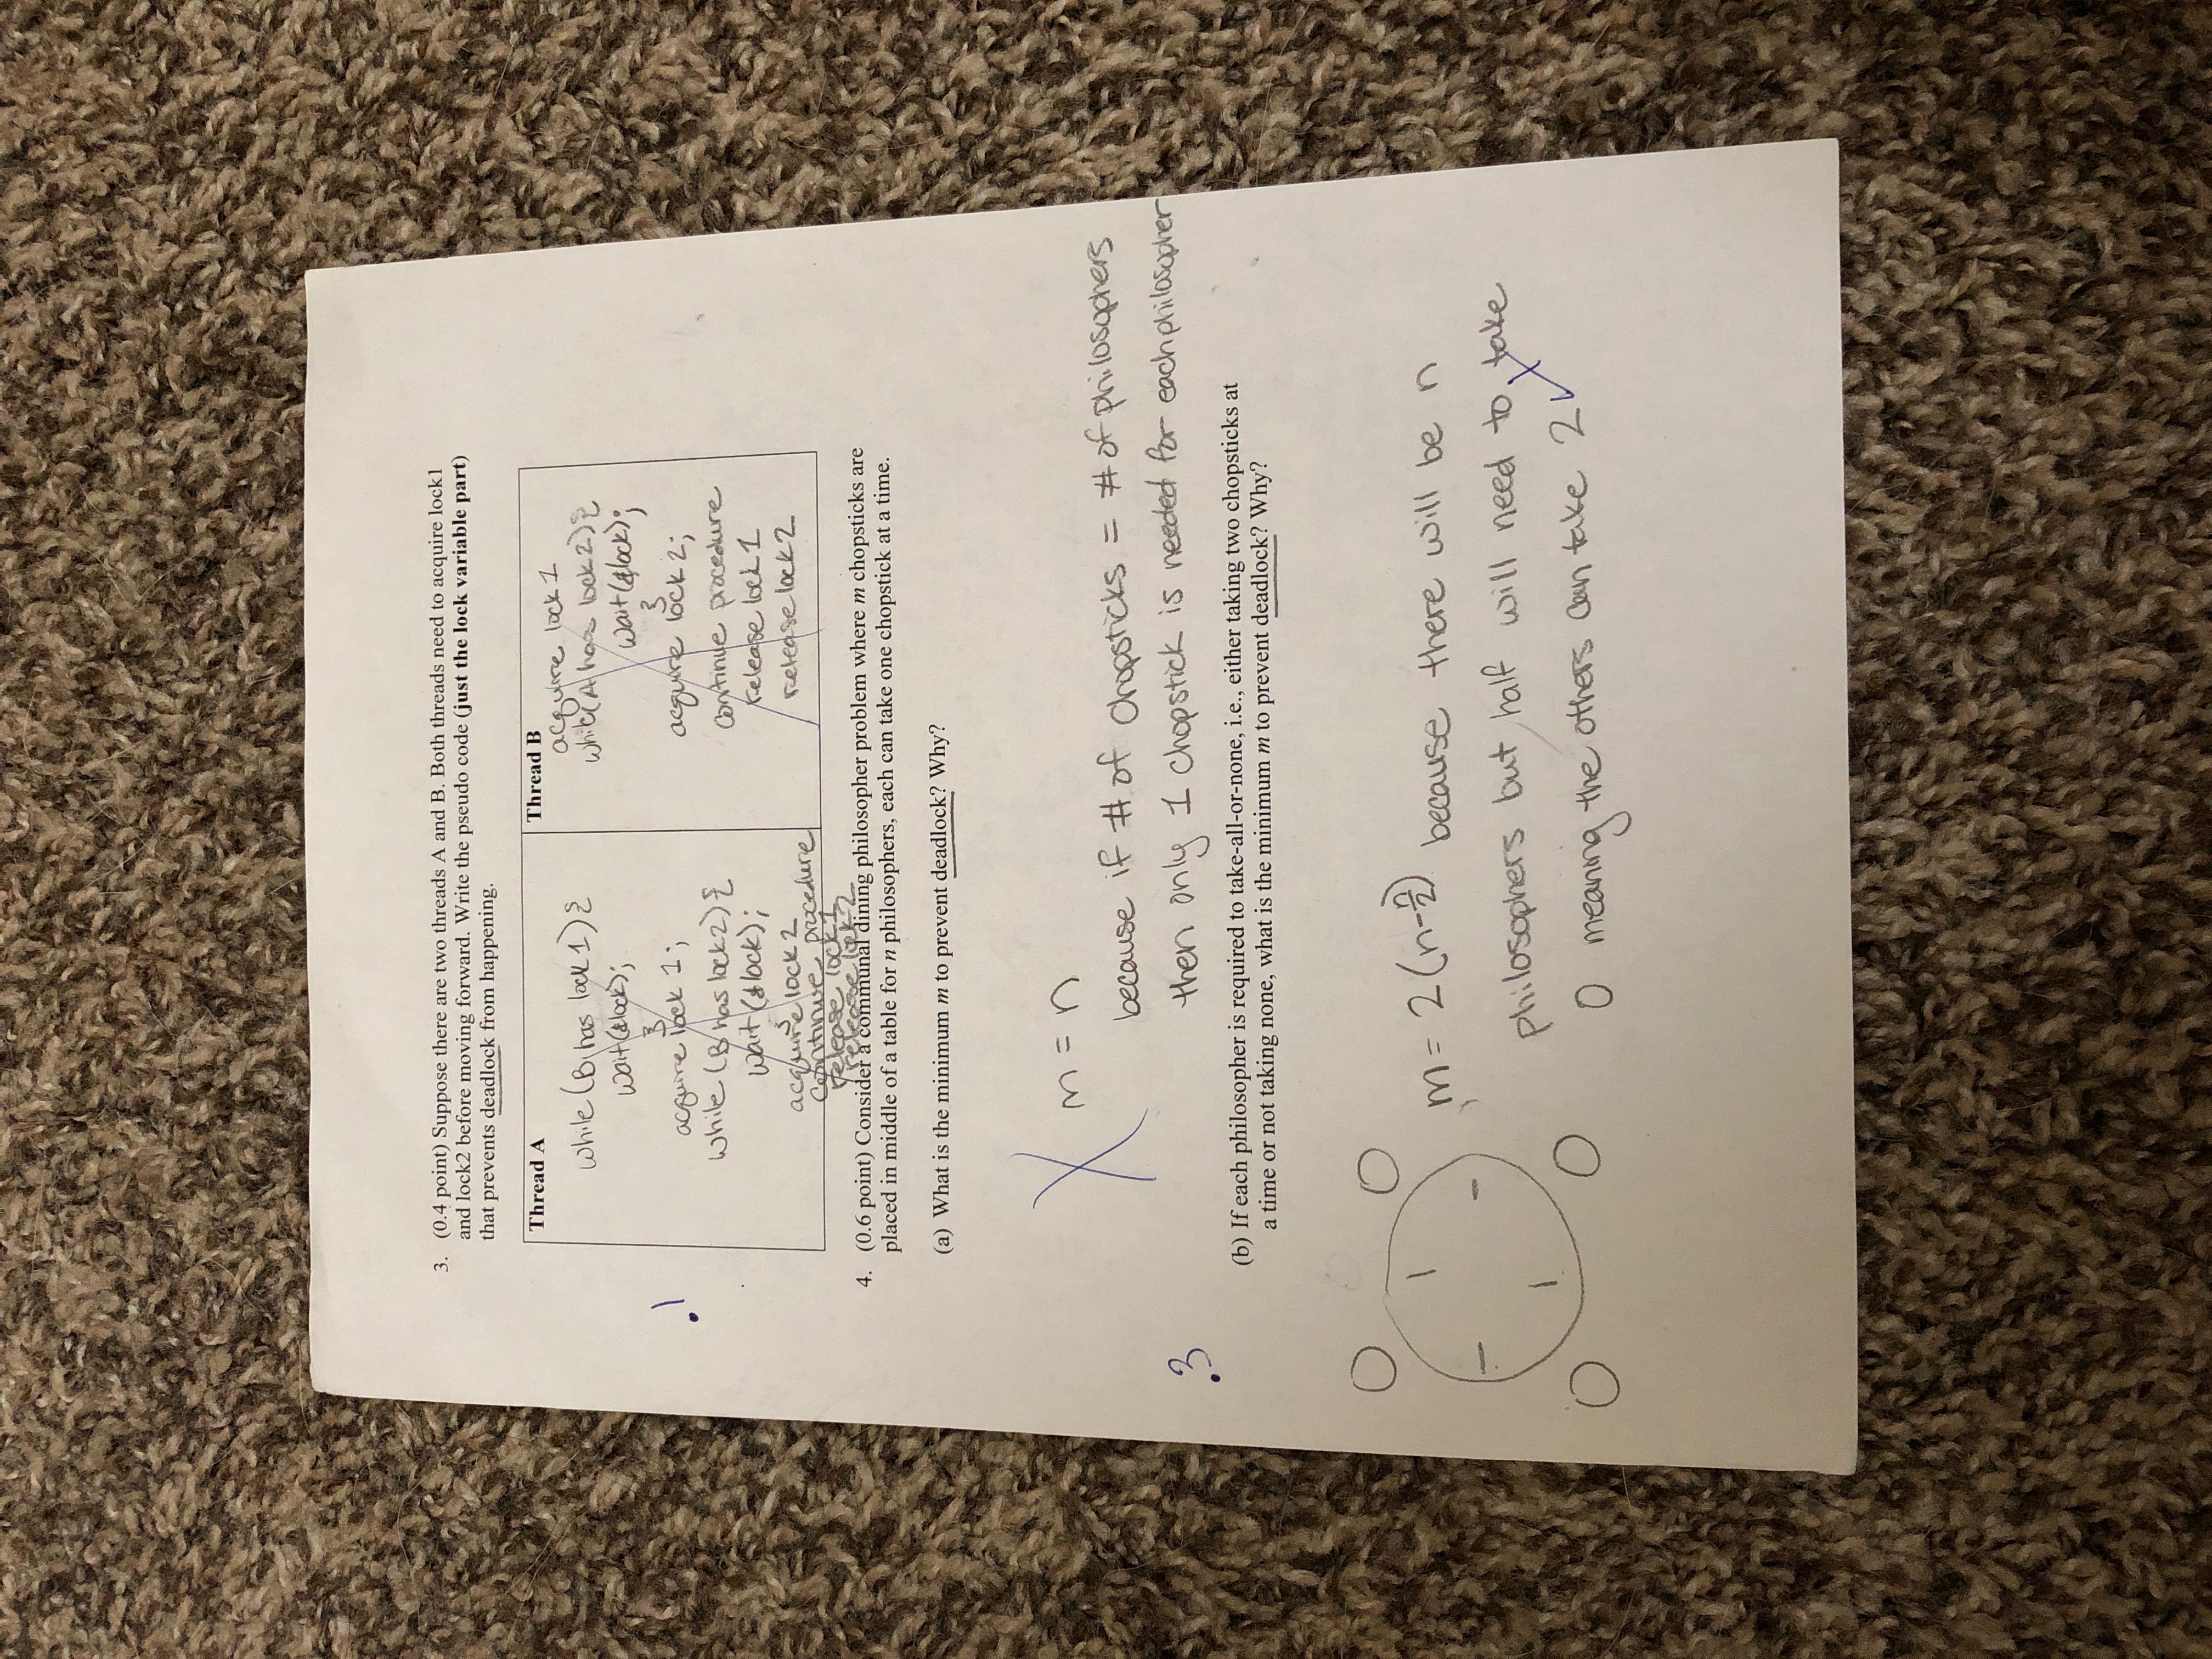 3. (0.4 point) Suppose there are two threads A and B. Both threads need to acquire lock1
and lock2 before moving forward. Write the pseudo code (just the lock variable part)
that prevents deadlock from happening.
Thread A
while (B has lock 1) {
wait(&lock);
}
acquire lock 1;
while (B has lock2) {
wait (&lock);
}
acquire lock 2
continue procedure
release lock 1
release lock 2
Thread B
acquire lock 1
while(A has lock 2) {
wait (&lock);
}
acquire lock 2;
continue procedure
release lock 1
release lock 2
.1
4. (0.6 point) Consider a communal dining philosopher problem where m chopsticks are
placed in middle of a table for n philosophers, each can take one chopstick at a time.
(a) What is the minimum m to prevent deadlock? Why?
m = n
because if # of chopsticks = # of philosophers
then only 1 chopstick is needed for each philosopher
.3
(b) If each philosopher is required to take-all-or-none, i.e., either taking two chopsticks at
a time or not taking none, what is the minimum m to prevent deadlock? Why?
m = 2(n-n/2) because there will be n
philosophers but half will need to take
0 meaning the others can take 2